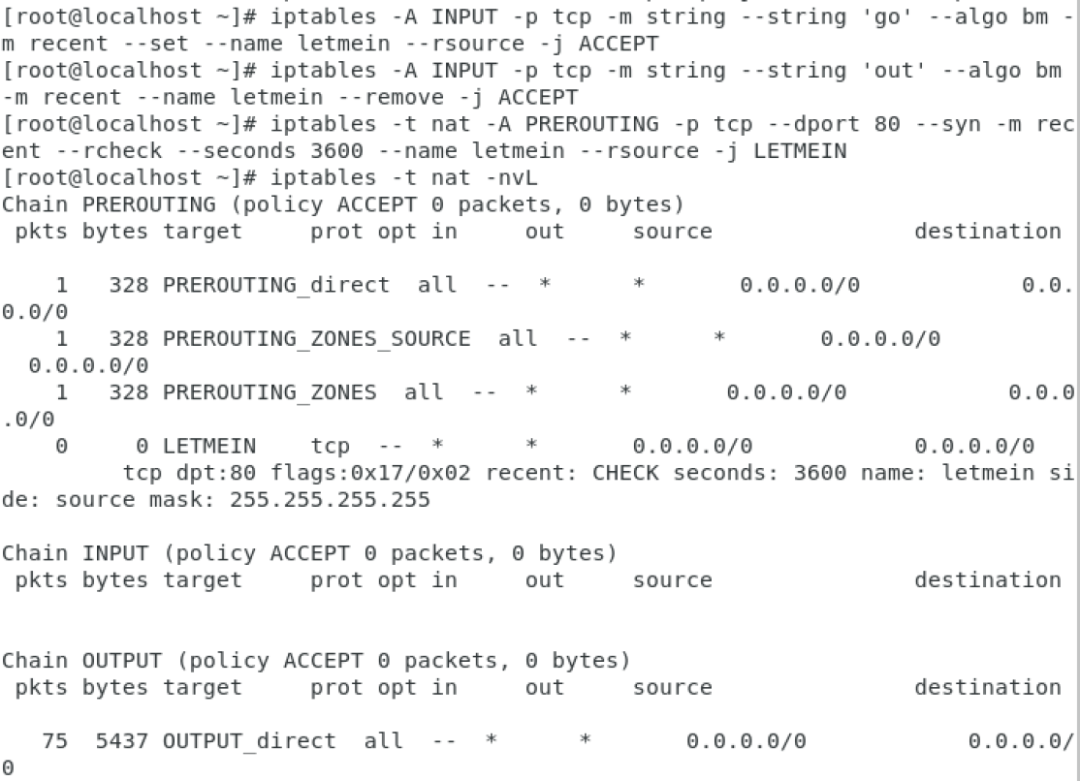 [root@localhost ~]# iptables -A INPUT -p tcp -m string --string 'go' --algo bm -
m recent --set --name letmein --rsource -j ACCEPT
[root@localhost ~]# iptables -A INPUT -p tcp -m string --string 'out' --algo bm
-m recent --name letmein --remove -j ACCEPT
[root@localhost ~]# iptables -t nat -A PREROUTING -p tcp --dport 80 --syn -m rec
ent --rcheck --seconds 3600 --name letmein --rsource -j LETMEIN
[root@localhost ~]# iptables -t nat -nvL
Chain PREROUTING (policy ACCEPT 0 packets, 0 bytes)
 pkts bytes target     prot opt in     out     source               destination
    1   328 PREROUTING_direct  all  --  *      *       0.0.0.0/0            0.0.
0.0/0
    1   328 PREROUTING_ZONES_SOURCE  all  --  *      *       0.0.0.0/0
  0.0.0.0/0
    1   328 PREROUTING_ZONES  all  --  *      *       0.0.0.0/0            0.0.0
.0/0
    0     0 LETMEIN    tcp  --  *      *       0.0.0.0/0            0.0.0.0/0
         tcp dpt:80 flags:0x17/0x02 recent: CHECK seconds: 3600 name: letmein si
de: source mask: 255.255.255.255
Chain INPUT (policy ACCEPT 0 packets, 0 bytes)
 pkts bytes target     prot opt in     out     source               destination
Chain OUTPUT (policy ACCEPT 0 packets, 0 bytes)
 pkts bytes target     prot opt in     out     source               destination
   75  5437 OUTPUT_direct  all  --  *      *       0.0.0.0/0            0.0.0.0/
0